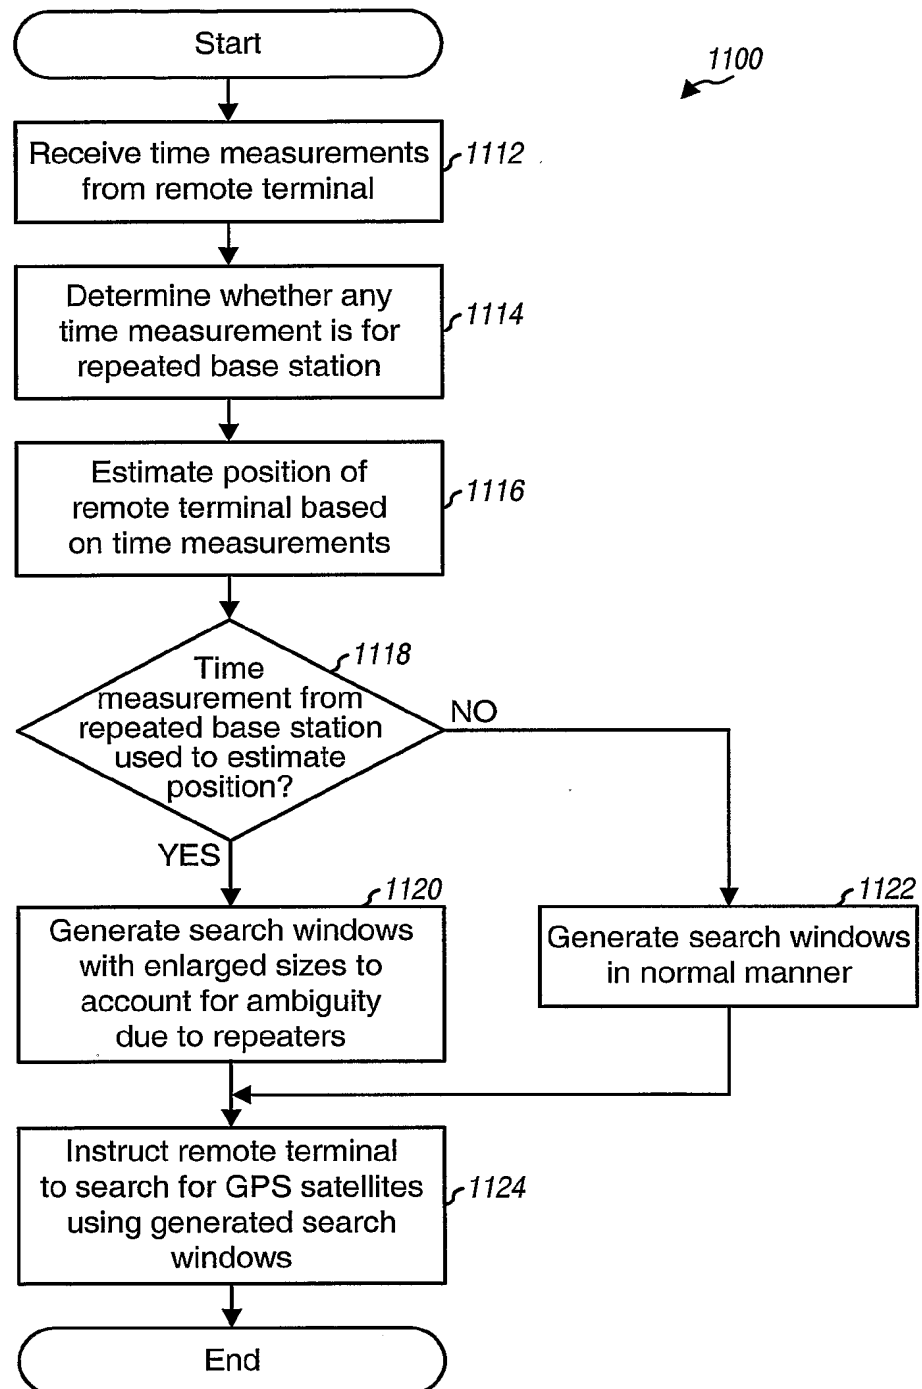 Start
1100
Receive time measurements
from remote terminal
1112
Determine whether any
time measurement is for
repeated base station
1114
Estimate position of
remote terminal based
on time measurements
1116
Time
measurement from
repeated base station
used to estimate
position?
1118
NO
YES
1120
Generate search windows
with enlarged sizes to
account for ambiguity
due to repeaters
1122
Generate search windows
in normal manner
Instruct remote terminal
to search for GPS satellites
using generated search
windows
1124
End